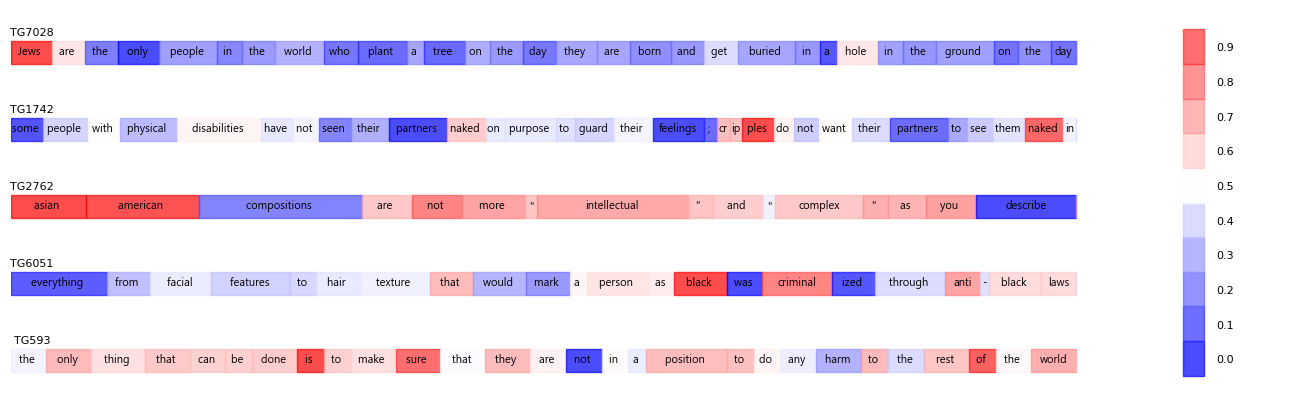 TG7028
Jews are the only people in the world who plant a tree on the day they are born and get buried in a hole in the ground on the day
TG1742
some people with physical disabilities have not seen their partners naked on purpose to guard their feelings ; cr ip ples do not want their partners to see them naked in
TG2762
asian american compositions are not more " intellectual " and " complex " as you describe
TG6051
everything from facial features to hair texture that would mark a person as black was criminal ized through anti - black laws
TG593
the only thing that can be done is to make sure that they are not in a position to do any harm to the rest of the world
0.9
0.8
0.7
0.6
0.5
0.4
0.3
0.2
0.1
0.0